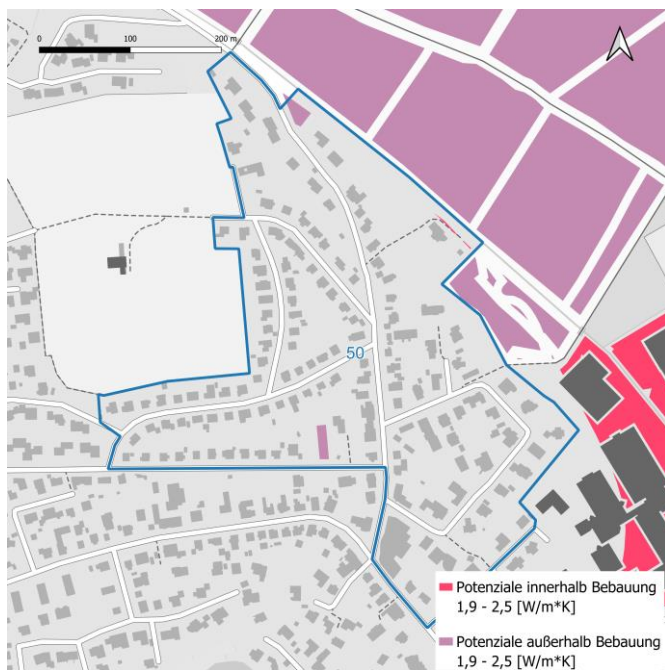 0 100 200 m
50
Potenziale innerhalb Bebauung
1,9 - 2,5 [W/m*K]
Potenziale außerhalb Bebauung
1,9 - 2,5 [W/m*K]